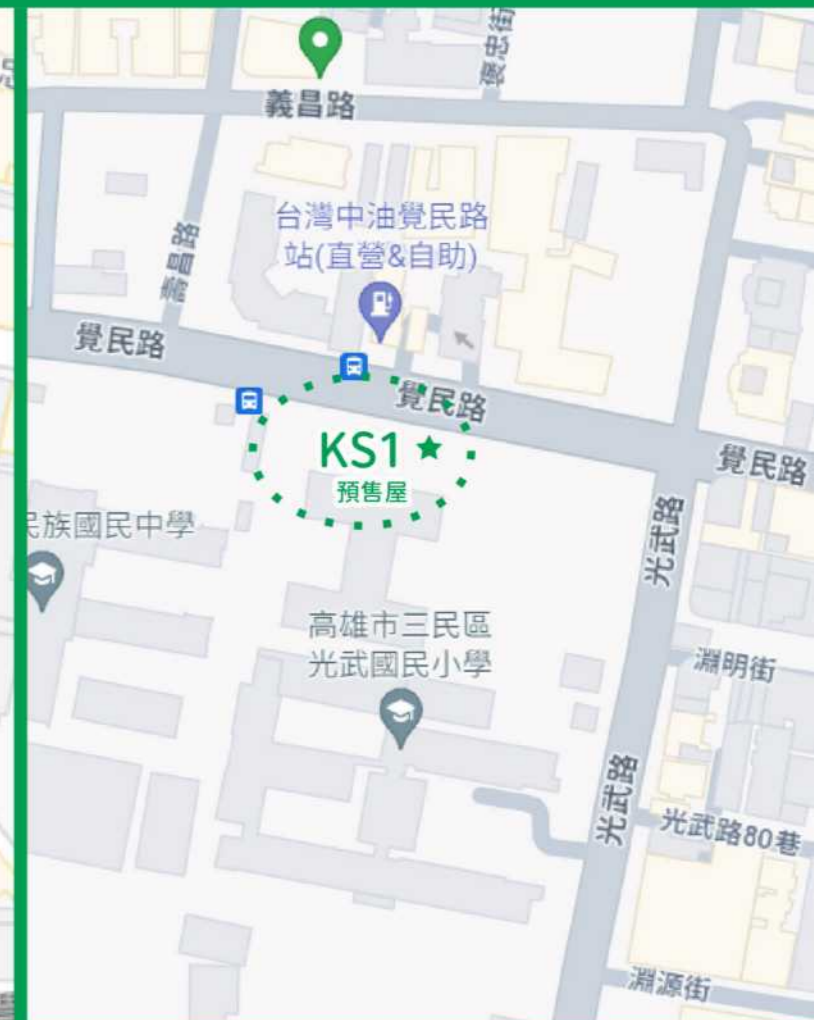 褒忠街
義昌路
台灣中油覺民路
站(直營&自助)
壽昌路
覺民路
覺民路
KS1
預售屋
覺民路
民族國民中學
光武路
高雄市三民區
光武國民小學
淵明街
光武路
光武路80巷
淵源街